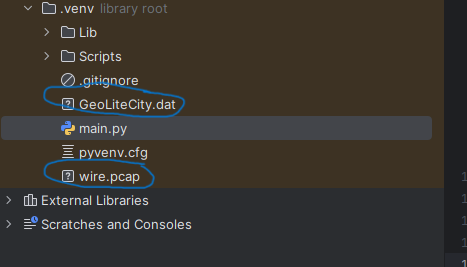 .venv library root
Lib
Scripts
.gitignore
GeoLiteCity.dat
main.py
pyvenv.cfg
wire.pcap
External Libraries
Scratches and Consoles